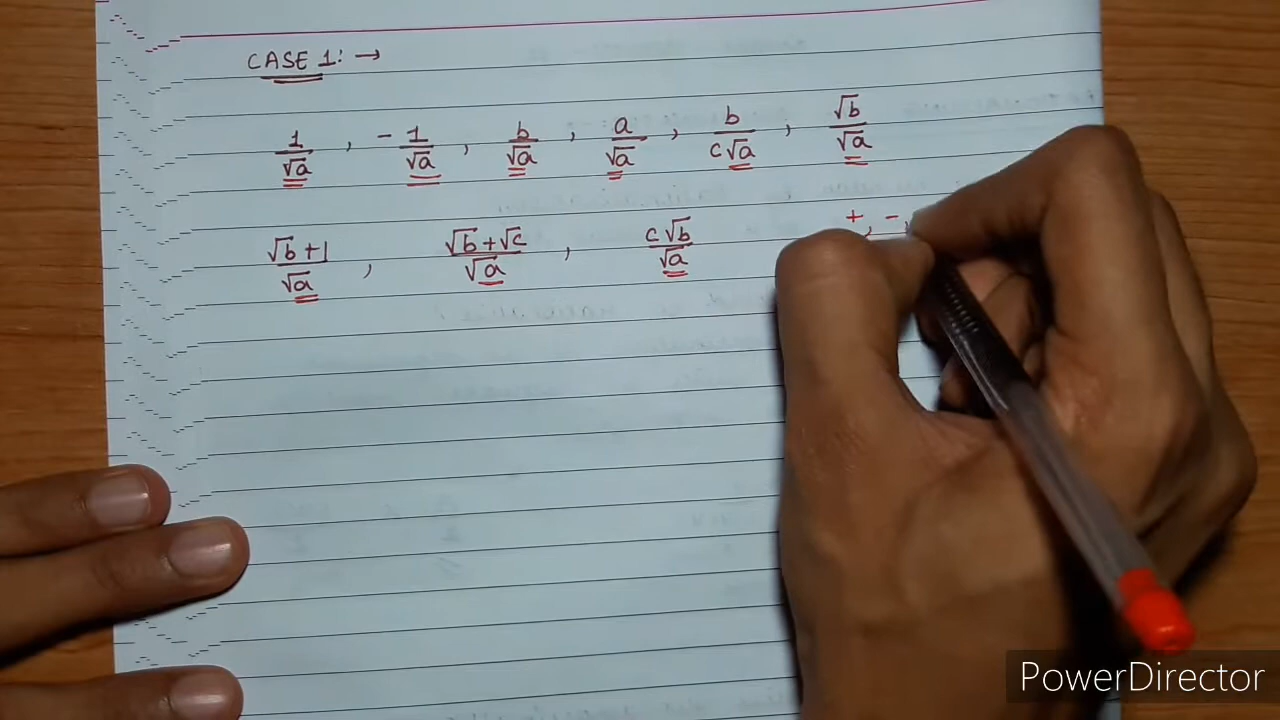 CASE 1: →
1/√a , - 1/√a , b/√a , a/√a , b/c√a , √b/√a
√b+1/√a , √b+√c/√a , c√b/√a + , - ,
PowerDirector